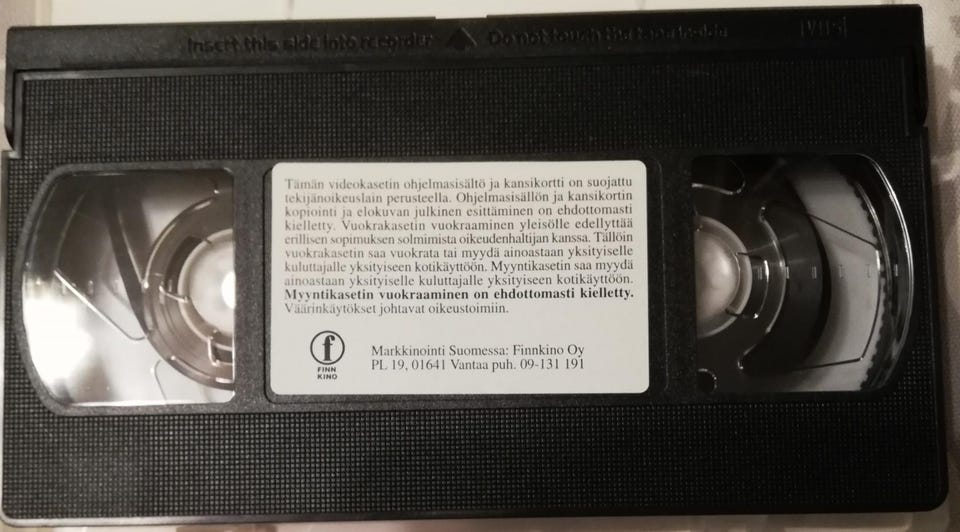 Insert this side into recorder Do not touch the tape inside VHS
Tämän videokasetin ohjelmasisältö ja kansikortti on suojattu
tekijänoikeuslain perusteella. Ohjelmasisällön ja kansikortin
kopiointi ja elokuvan julkinen esittäminen on ehdottomasti
kielletty. Vuokrakasetin vuokraaminen yleisölle edellyttää
erillisen sopimuksen solmimista oikeudenhaltijan kanssa. Tällöin
vuokrakasetin saa vuokrata tai myydä ainoastaan yksityiselle
kuluttajalle yksityiseen kotikäyttöön. Myyntikasetin saa myydä
ainoastaan yksityiselle kuluttajalle yksityiseen kotikäyttöön.
Myyntikasetin vuokraaminen on ehdottomasti kielletty.
Väärinkäytökset johtavat oikeustoimiin.
f
FINN
KINO
Markkinointi Suomessa: Finnkino Oy
PL 19, 01641 Vantaa puh. 09-131 191